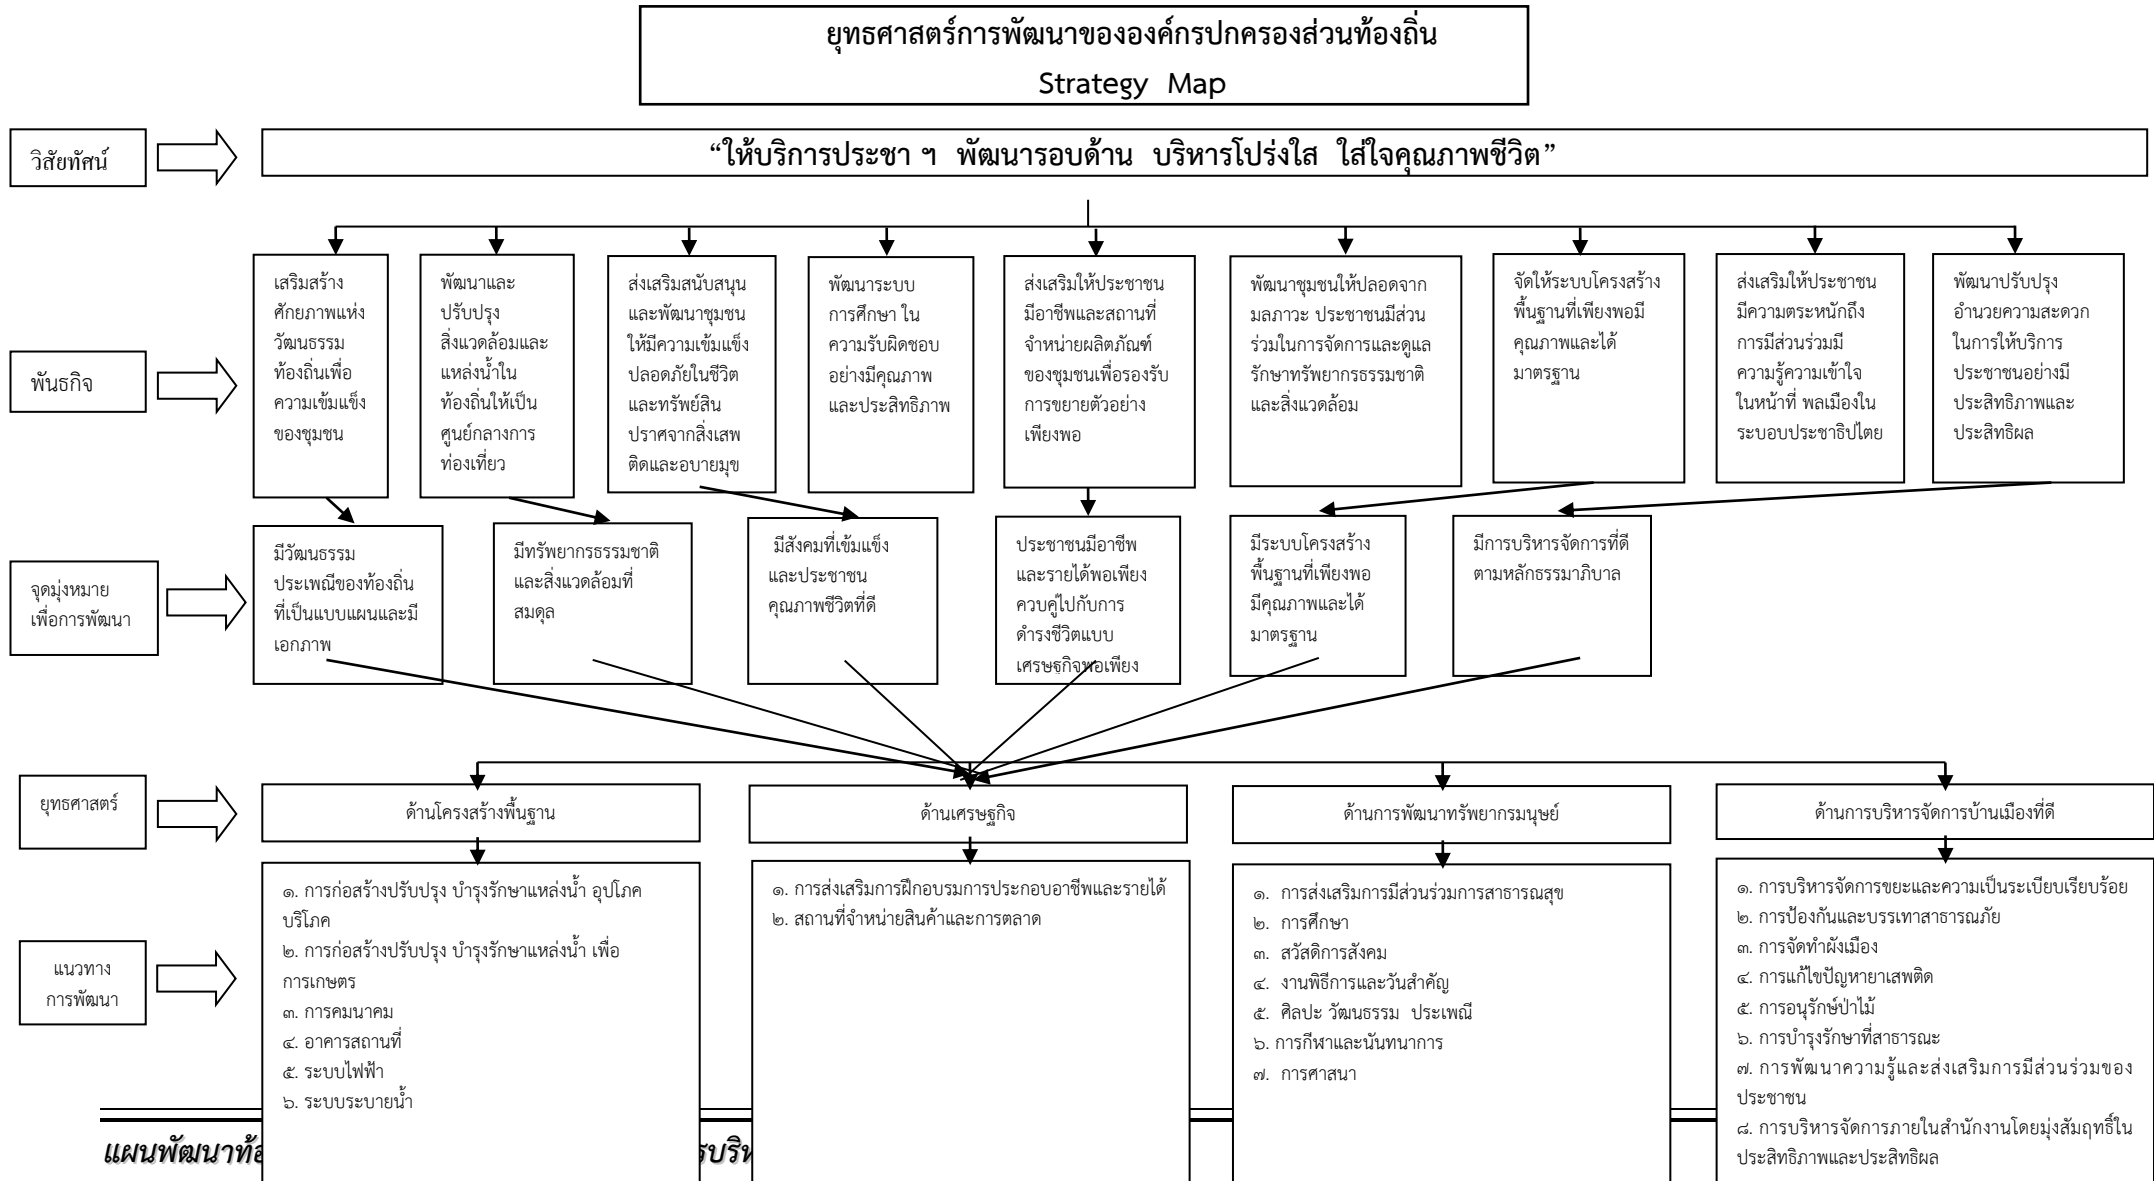 ยุทธศาสตร์การพัฒนาขององค์กรปกครองส่วนท้องถิ่น
Strategy Map
วิสัยทัศน์
“ให้บริการประชา ฯ พัฒนารอบด้าน บริหารโปร่งใส ใส่ใจคุณภาพชีวิต”
พันธกิจ
เสริมสร้าง
ศักยภาพแห่ง
วัฒนธรรม
ท้องถิ่นเพื่อ
ความเข้มแข็ง
ของชุมชน
พัฒนาและ
ปรับปรุง
สิ่งแวดล้อมและ
แหล่งน้ำใน
ท้องถิ่นให้เป็น
ศูนย์กลางการ
ท่องเที่ยว
ส่งเสริมสนับสนุน
และพัฒนาชุมชน
ให้มีความเข้มแข็ง
ปลอดภัยในชีวิต
และทรัพย์สิน
ปราศจากสิ่งเสพ
ติดและอบายมุข
พัฒนาระบบ
การศึกษา ใน
ความรับผิดชอบ
อย่างมีคุณภาพ
และประสิทธิภาพ
ส่งเสริมให้ประชาชน
มีอาชีพและสถานที่
จำหน่ายผลิตภัณฑ์
ของชุมชนเพื่อรองรับ
การขยายตัวอย่าง
เพียงพอ
พัฒนาชุมชนให้ปลอดจาก
มลภาวะ ประชาชนมีส่วน
ร่วมในการจัดการและดูแล
รักษาทรัพยากรธรรมชาติ
และสิ่งแวดล้อม
จัดให้ระบบโครงสร้าง
พื้นฐานที่เพียงพอมี
คุณภาพและได้
มาตรฐาน
ส่งเสริมให้ประชาชน
มีความตระหนักถึง
การมีส่วนร่วมมี
ความรู้ความเข้าใจ
ในหน้าที่ พลเมืองใน
ระบอบประชาธิปไตย
พัฒนาปรับปรุง
อำนวยความสะดวก
ในการให้บริการ
ประชาชนอย่างมี
ประสิทธิภาพและ
ประสิทธิผล
จุดมุ่งหมาย
เพื่อการพัฒนา
มีวัฒนธรรม
ประเพณีของท้องถิ่น
ที่เป็นแบบแผนและมี
เอกภาพ
มีทรัพยากรธรรมชาติ
และสิ่งแวดล้อมที่
สมดุล
มีสังคมที่เข้มแข็ง
และประชาชน
คุณภาพชีวิตที่ดี
ประชาชนมีอาชีพ
และรายได้พอเพียง
ควบคู่ไปกับการ
ดำรงชีวิตแบบ
เศรษฐกิจพอเพียง
มีระบบโครงสร้าง
พื้นฐานที่เพียงพอ
มีคุณภาพและได้
มาตรฐาน
มีการบริหารจัดการที่ดี
ตามหลักธรรมาภิบาล
ยุทธศาสตร์
ด้านโครงสร้างพื้นฐาน
ด้านเศรษฐกิจ
ด้านการพัฒนาทรัพยากรมนุษย์
ด้านการบริหารจัดการบ้านเมืองที่ดี
แนวทาง
การพัฒนา
๑. การก่อสร้างปรับปรุง บำรุงรักษาแหล่งน้ำ อุปโภค
บริโภค
๒. การก่อสร้างปรับปรุง บำรุงรักษาแหล่งน้ำ เพื่อ
การเกษตร
๓. การคมนาคม
๔. อาคารสถานที่
๕. ระบบไฟฟ้า
๖. ระบบระบายน้ำ
๑. การส่งเสริมการฝึกอบรมการประกอบอาชีพและรายได้
๒. สถานที่จำหน่ายสินค้าและการตลาด
๑. การส่งเสริมการมีส่วนร่วมการสาธารณสุข
๒. การศึกษา
๓. สวัสดิการสังคม
๔. งานพิธีการและวันสำคัญ
๕. ศิลปะ วัฒนธรรม ประเพณี
๖. การกีฬาและนันทนาการ
๗. การศาสนา
๑. การบริหารจัดการขยะและความเป็นระเบียบเรียบร้อย
๒. การป้องกันและบรรเทาสาธารณภัย
๓. การจัดทำผังเมือง
๔. การแก้ไขปัญหายาเสพติด
๕. การอนุรักษ์ป่าไม้
๖. การบำรุงรักษาที่สาธารณะ
๗. การพัฒนาความรู้และส่งเสริมการมีส่วนร่วมของ
ประชาชน
๘. การบริหารจัดการภายในสำนักงานโดยมุ่งสัมฤทธิ์ใน
ประสิทธิภาพและประสิทธิผล
แผนพัฒนาท้อ